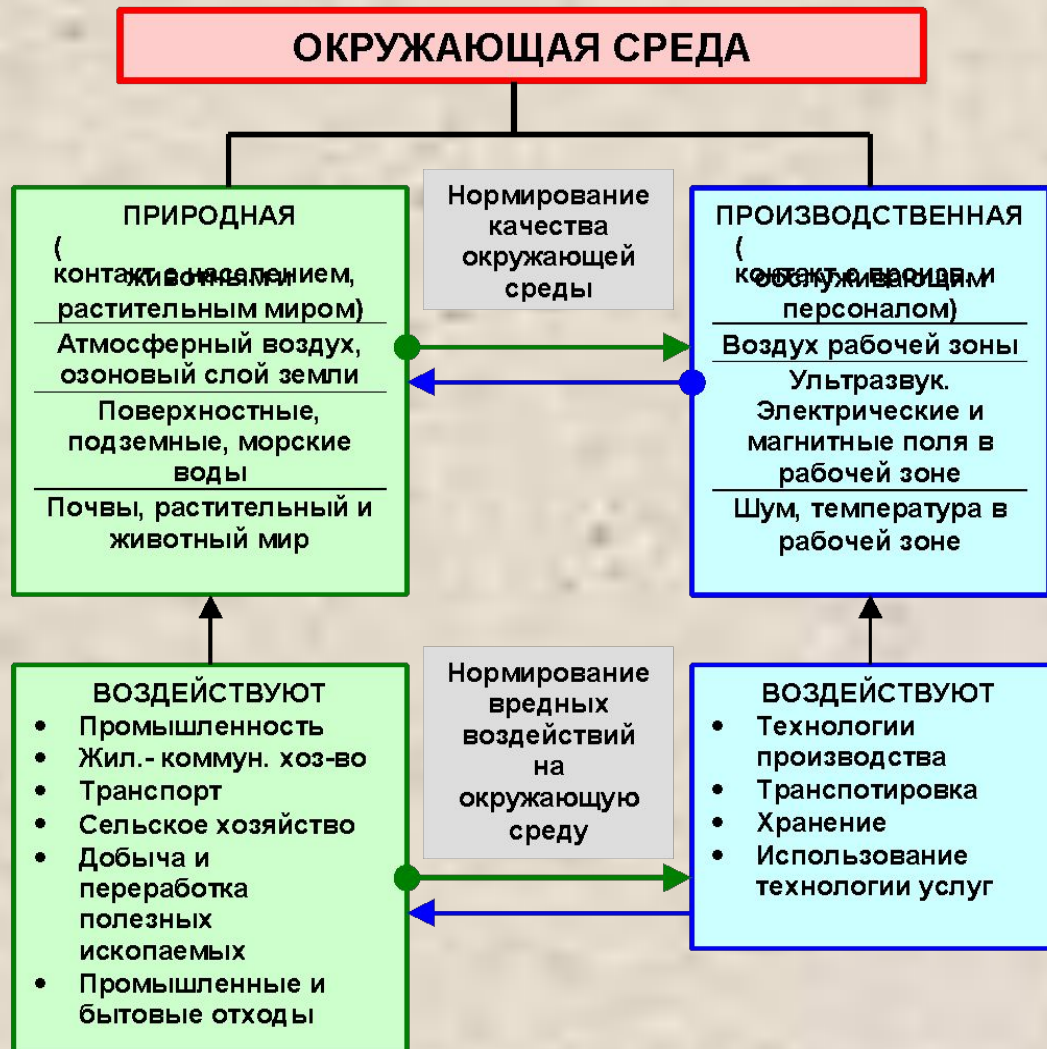 ОКРУЖАЮЩАЯ СРЕДА
ПРИРОДНАЯ
(
контакт с населением,
животным и
растительным миром)
Атмосферный воздух,
озоновый слой земли
Поверхностные,
подземные, морские
воды
Почвы, растительный и
животный мир
Нормирование
качества
окружающей
среды
ПРОИЗВОДСТВЕННАЯ
(
контакт с произв. и
обслуживающим
персоналом)
Воздух рабочей зоны
Ультразвук.
Электрические и
магнитные поля в
рабочей зоне
Шум, температура в
рабочей зоне
ВОЗДЕЙСТВУЮТ
• Промышленность
• Жил.- коммун. хоз-во
• Транспорт
• Сельское хозяйство
• Добыча и
переработка
полезных
ископаемых
• Промышленные и
бытовые отходы
Нормирование
вредных
воздействий
на
окружающую
среду
ВОЗДЕЙСТВУЮТ
• Технологии
производства
• Транспотировка
• Хранение
• Использование
технологии услуг